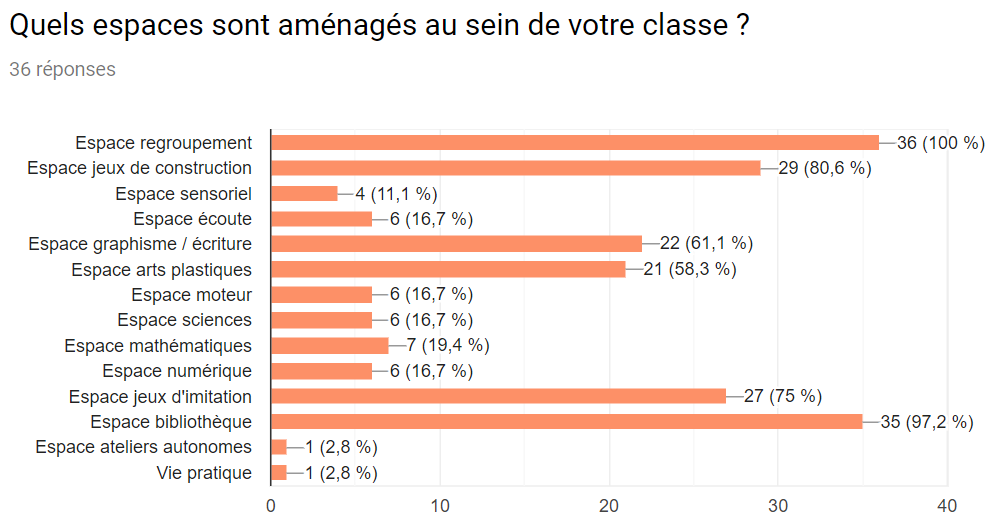 Quels espaces sont aménagés au sein de votre classe ?
36 réponses
Espace regroupement 36 (100 %)
Espace jeux de construction 29 (80,6 %)
Espace sensoriel 4 (11,1 %)
Espace écoute 6 (16,7 %)
Espace graphisme / écriture 22 (61,1 %)
Espace arts plastiques 21 (58,3 %)
Espace moteur 6 (16,7 %)
Espace sciences 6 (16,7 %)
Espace mathématiques 7 (19,4 %)
Espace numérique 6 (16,7 %)
Espace jeux d'imitation 27 (75 %)
Espace bibliothèque 35 (97,2 %)
Espace ateliers autonomes 1 (2,8 %)
Vie pratique 1 (2,8 %)
0 10 20 30 40